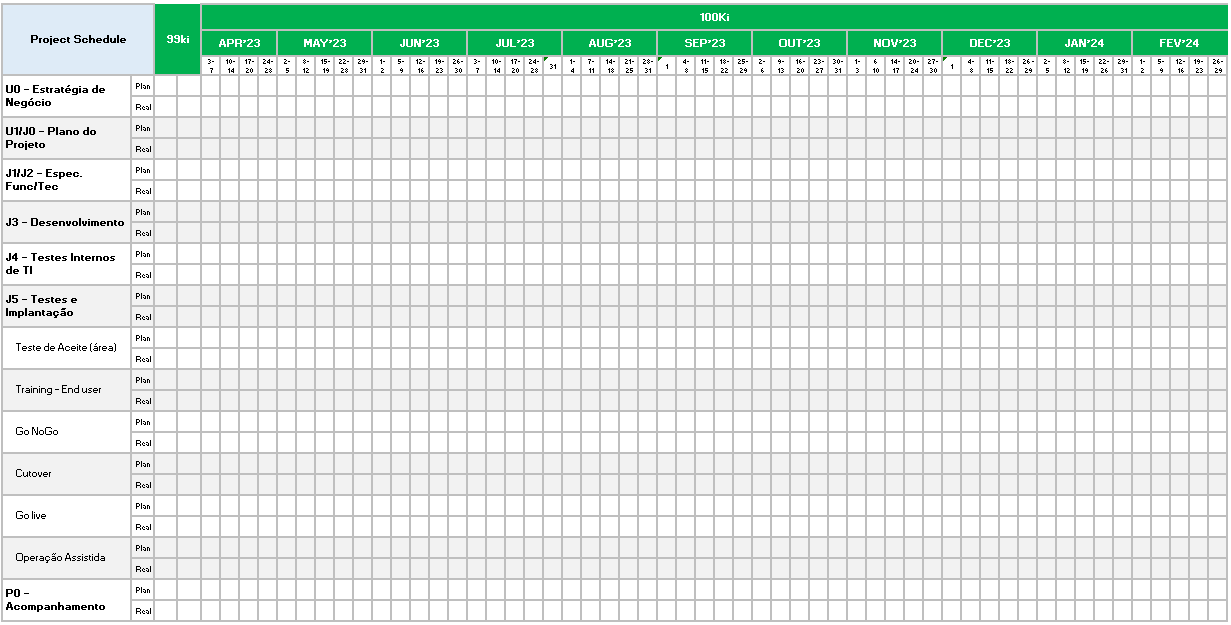 Project Schedule
99ki
100Ki
APR'23 MAY'23 JUN'23 JUL'23 AUG'23 SEP'23 OUT'23 NOV'23 DEC'23 JAN'24 FEV'24
3-7 10-14 17-20 24-28 2-5 8-12 15-19 22-28 29-31 1-2 5-9 12-16 19-23 26-30 3-7 10-14 17-20 24-28 31 1-4 7-11 14-18 21-25 28-31 1 4-8 11-15 18-22 25-29 2-6 9-13 16-20 23-27 30-31 1-3 6-10 14-17 20-24 27-30 1 4-8 11-15 18-22 26-29 2-5 8-12 15-19 22-26 29-31 1-2 5-9 12-16 19-23 26-29
U0 - Estratégia de
Negócio
Plan
Real
U1/J0 - Plano do
Projeto
Plan
Real
J1/J2 - Espec.
Func/Tec
Plan
Real
J3 - Desenvolvimento
Plan
Real
J4 - Testes Internos
de TI
Plan
Real
J5 - Testes e
Implantação
Plan
Real
Teste de Aceite (área)
Plan
Real
Training - End user
Plan
Real
Go NoGo
Plan
Real
Cutover
Plan
Real
Go live
Plan
Real
Operação Assistida
Plan
Real
P0 -
Acompanhamento
Plan
Real